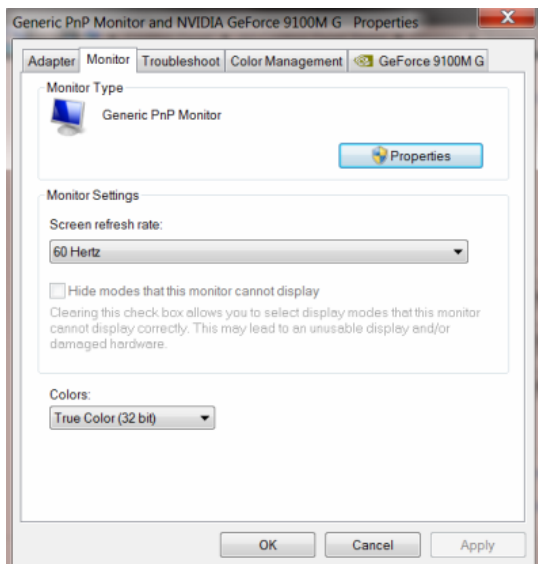 Generic PnP Monitor and NVIDIA GeForce 9100M G Properties
Adapter Monitor Troubleshoot Color Management GeForce 9100M G
Monitor Type
Generic PnP Monitor
Properties
Monitor Settings
Screen refresh rate:
60 Hertz
Hide modes that this monitor cannot display
Clearing this check box allows you to select display modes that this monitor
cannot display correctly. This may lead to an unusable display and/or
damaged hardware.
Colors:
True Color (32 bit)
OK Cancel Apply